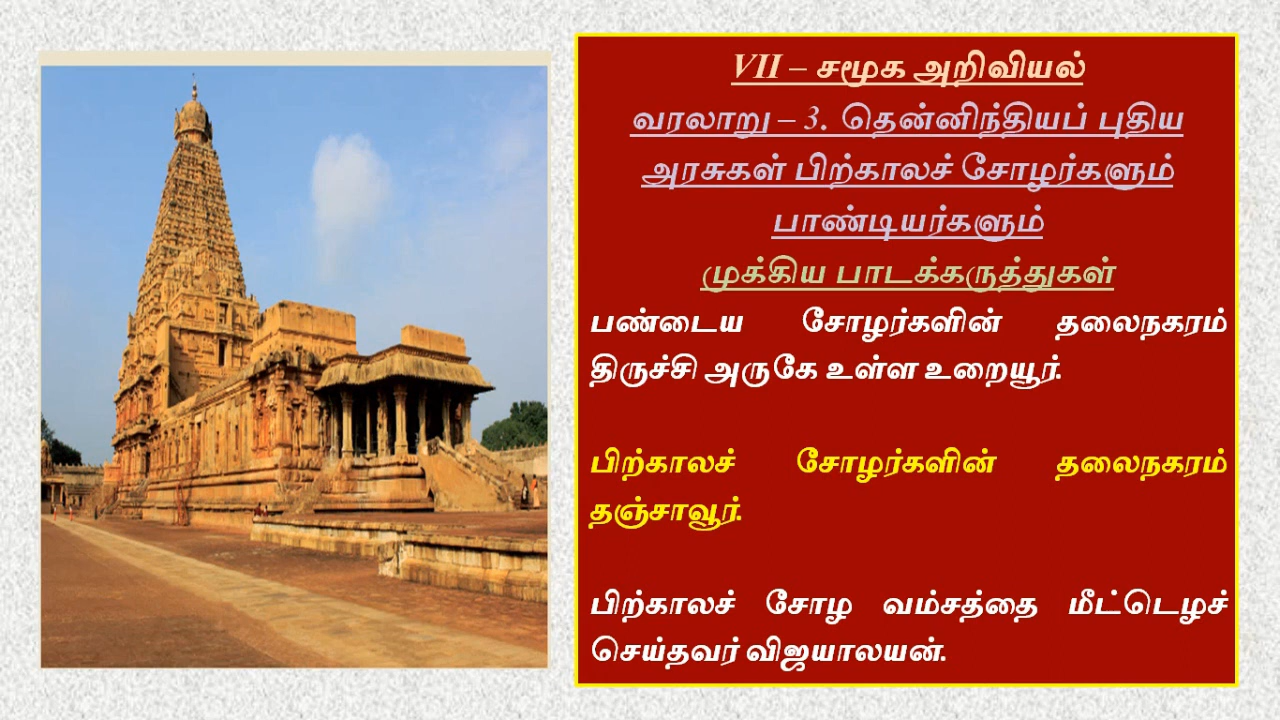 VII – சமூக அறிவியல்
வரலாறு – 3. தென்னிந்தியப் புதிய
அரசுகள் பிற்காலச் சோழர்களும்
பாண்டியர்களும்
முக்கிய பாடக்கருத்துகள்
பண்டைய சோழர்களின் தலைநகரம்
திருச்சி அருகே உள்ள உறையூர்.
பிற்காலச் சோழர்களின் தலைநகரம்
தஞ்சாவூர்.
பிற்காலச் சோழ வம்சத்தை மீட்டெழச்
செய்தவர் விஜயாலயன்.